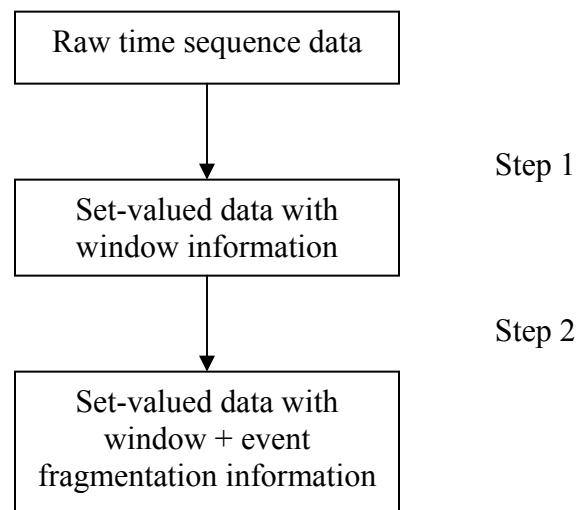 Raw time sequence data
Step 1
Set-valued data with
window information
Step 2
Set-valued data with
window + event
fragmentation information